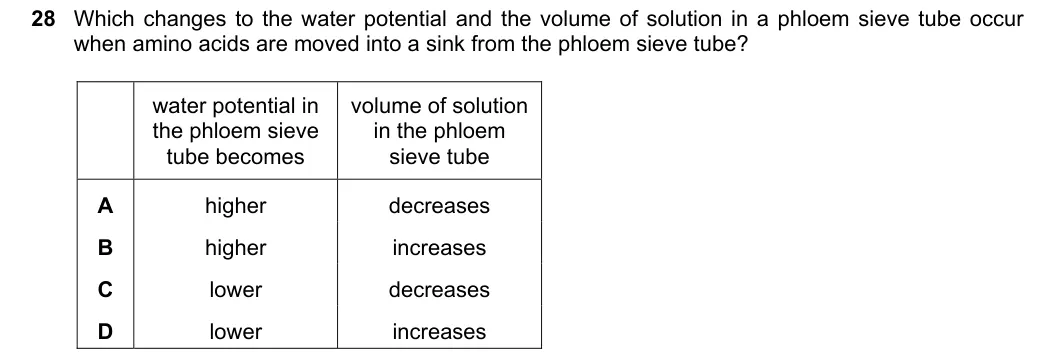 28 Which changes to the water potential and the volume of solution in a phloem sieve tube occur
when amino acids are moved into a sink from the phloem sieve tube?
water potential in the phloem sieve tube becomes | volume of solution in the phloem sieve tube
A higher decreases
B higher increases
C lower decreases
D lower increases